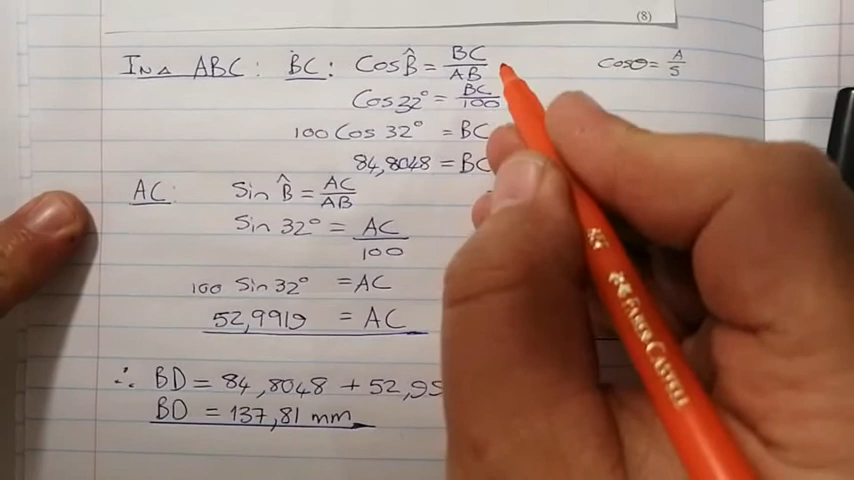 (8)
In Δ ABC: BC: Cos B̂ = BC/AB Cosθ = A/S
Cos 32° = BC/100
100 Cos 32° = BC
84,8048 = BC
AC: Sin B̂ = AC/AB
Sin 32° = AC/100
100 Sin 32° = AC
52,9919 = AC
∴ BD = 84,8048 + 52,99
BD = 137,81 mm
FABER-CASTELL